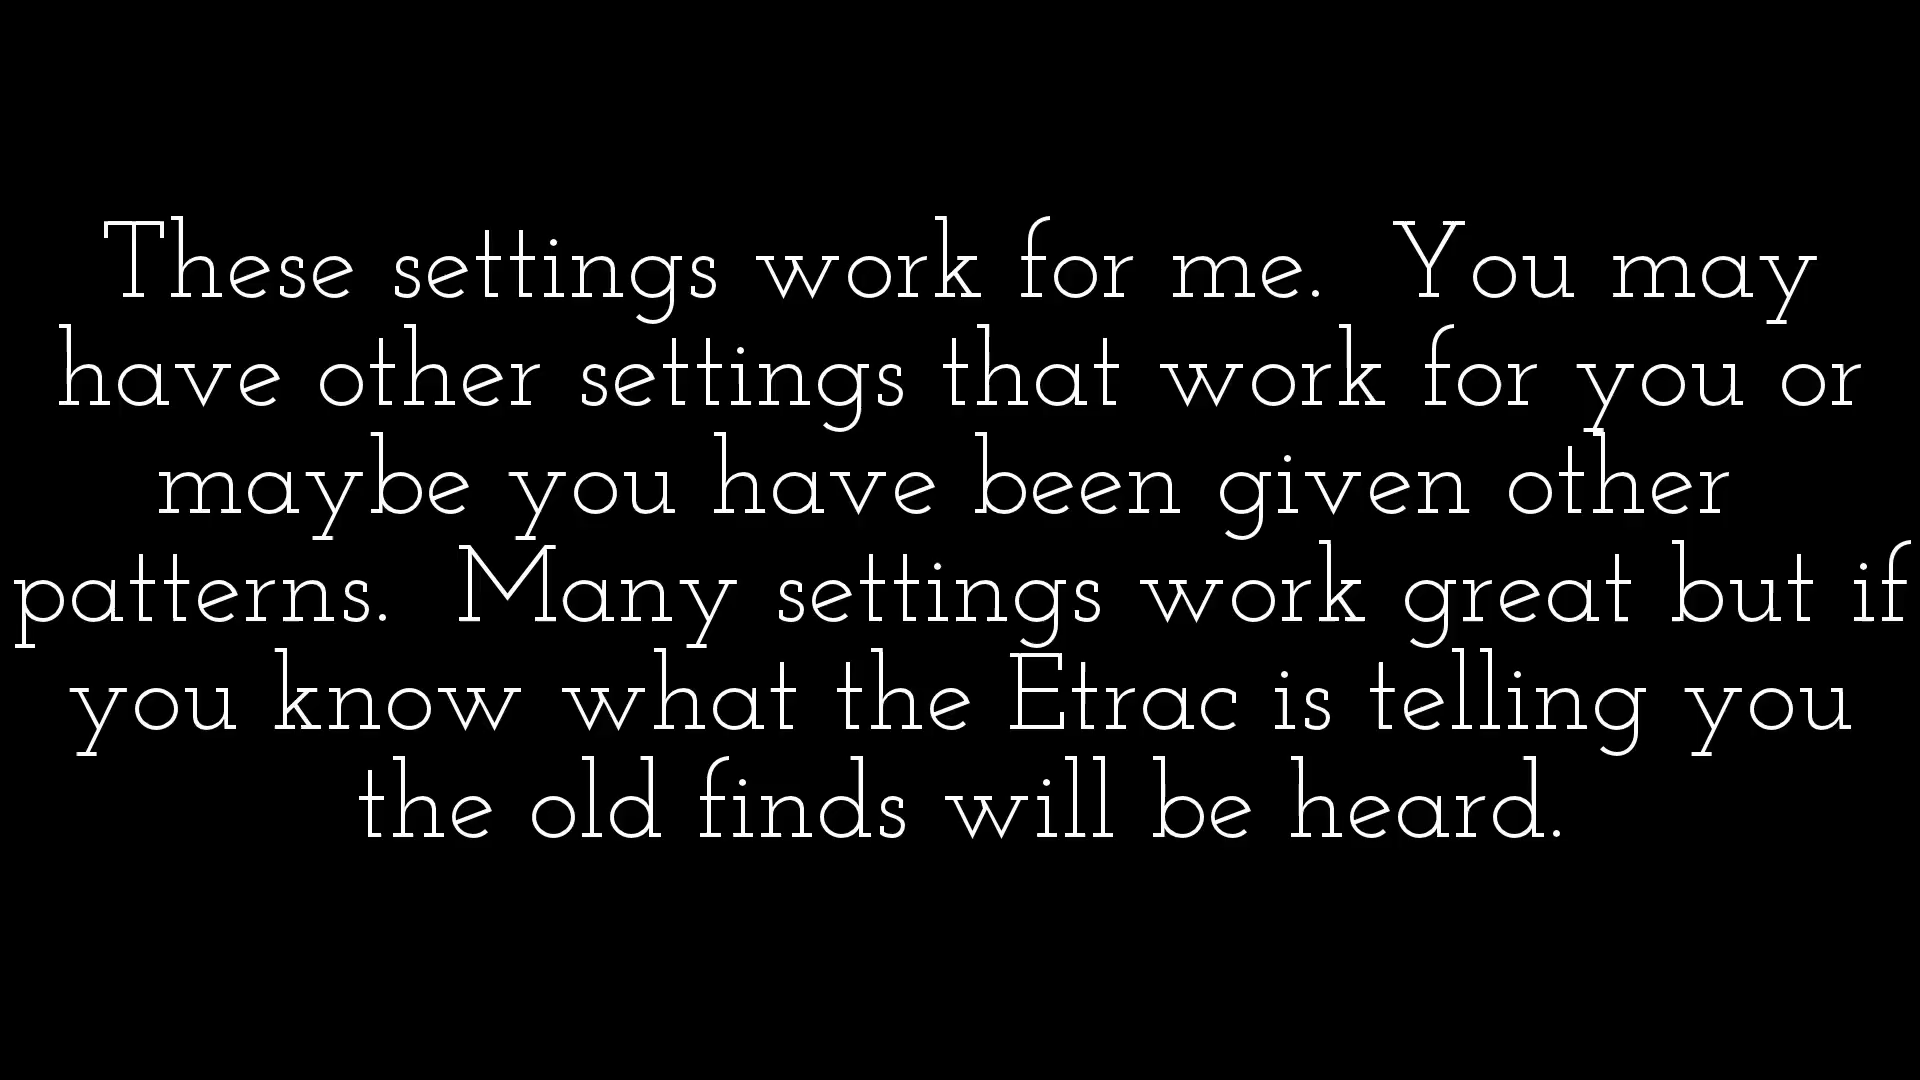 These settings work for me.  You may
have other settings that work for you or
maybe you have been given other
patterns.  Many settings work great but if
you know what the Etrac is telling you
the old finds will be heard.